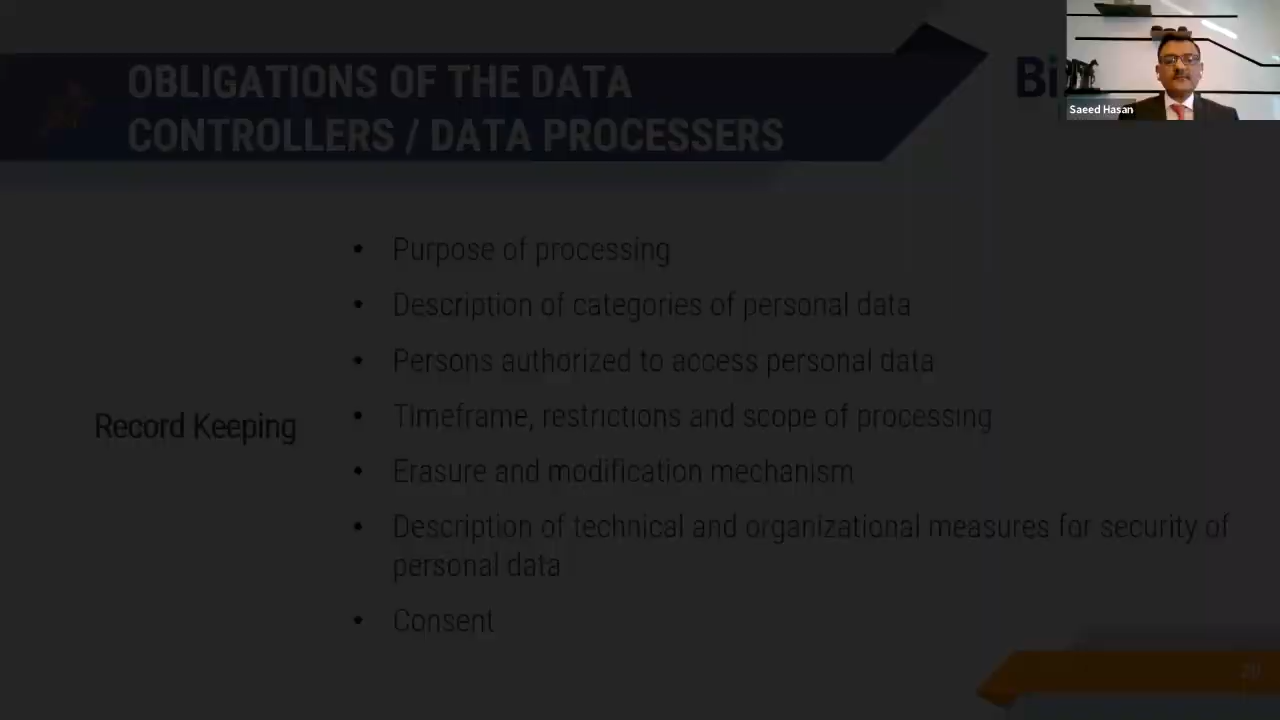 OBLIGATIONS OF THE DATA
CONTROLLERS / DATA PROCESSERS
Bi
Saeed Hasan
Record Keeping
• Purpose of processing
• Description of categories of personal data
• Persons authorized to access personal data
• Timeframe, restrictions and scope of processing
• Erasure and modification mechanism
• Description of technical and organizational measures for security of
personal data
• Consent